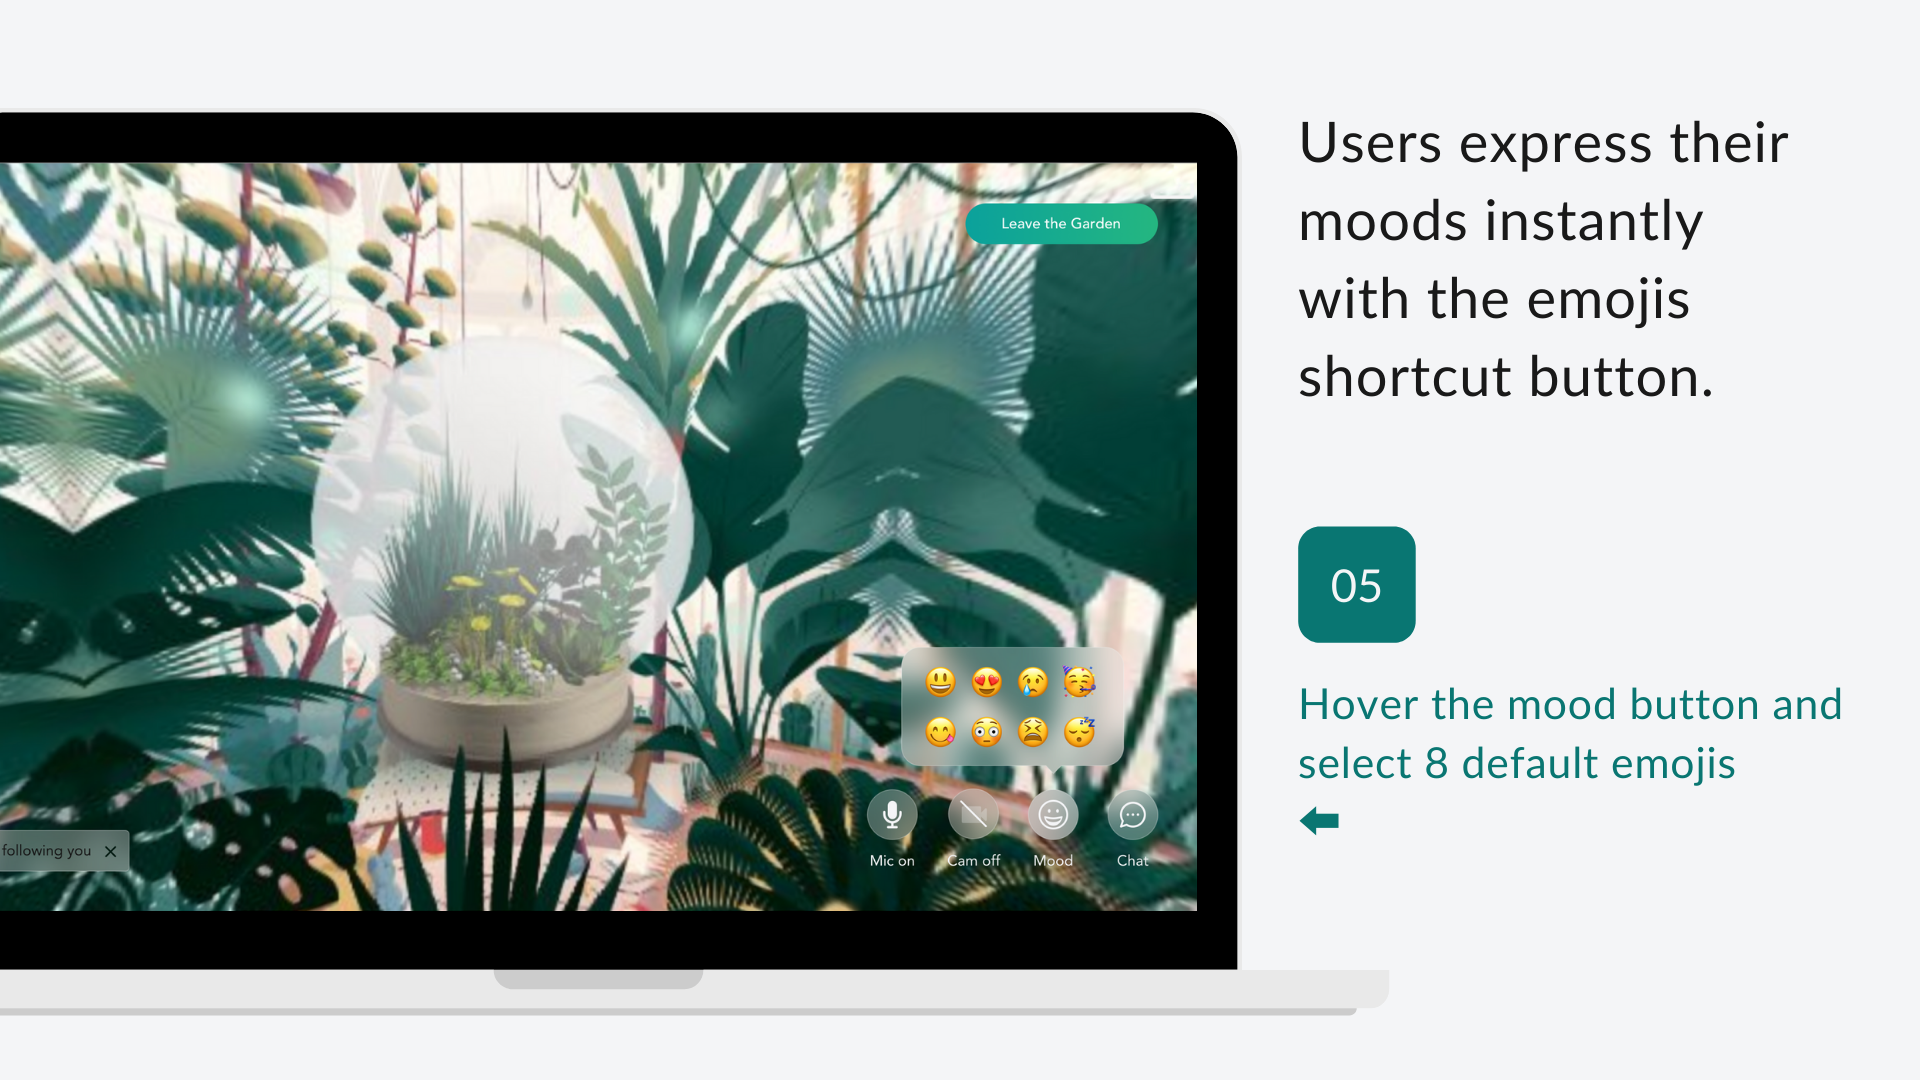 Leave the Garden
following you
Mic on
Cam off
Mood
Chat
Users express their
moods instantly
with the emojis
shortcut button.
05
Hover the mood button and
select 8 default emojis